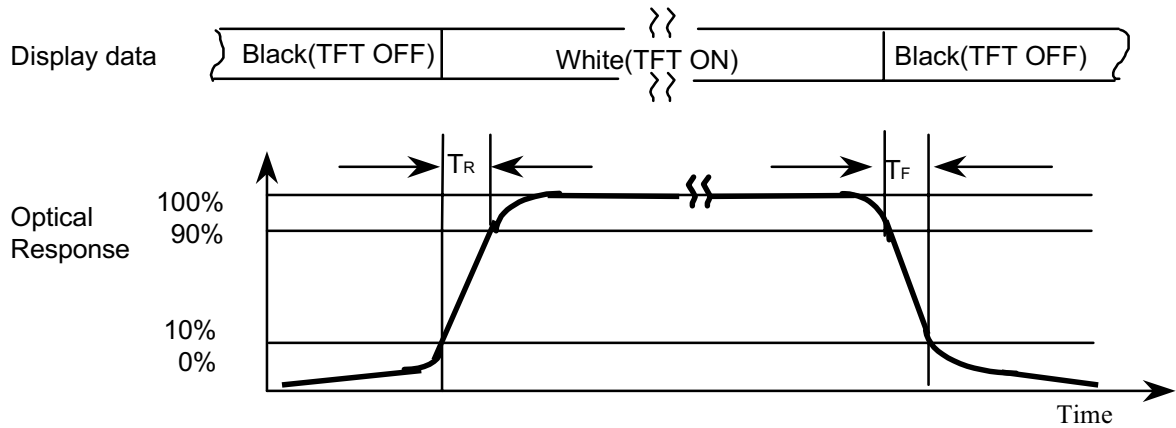 Display data
Black(TFT OFF)
White(TFT ON)
Black(TFT OFF)
TR
TF
Optical
Response
100%
90%
10%
0%
Time